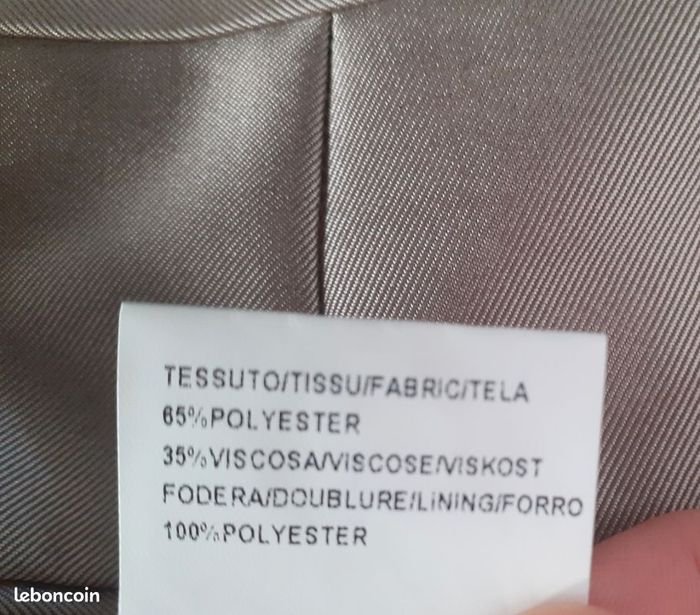 TESSUTO/TISSU/FABRIC/TELA
65%POLYESTER
35%VISCOSA/VISCOSE/VISKOST
FODERA/DOUBLURE/LiNING/FORRO
100%POLYESTER
leboncoin